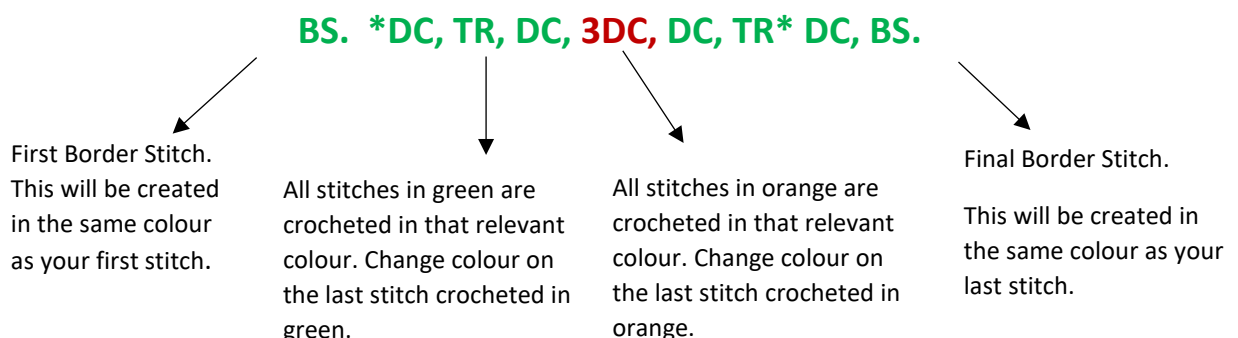 BS. *DC, TR, DC, 3DC, DC, TR* DC, BS.
First Border Stitch.
This will be created
in the same colour
as your first stitch.
All stitches in green are
crocheted in that relevant
colour. Change colour on
the last stitch crocheted in
green.
All stitches in orange are
crocheted in that relevant
colour. Change colour on
the last stitch crocheted in
orange.
Final Border Stitch.
This will be created in
the same colour as your
last stitch.